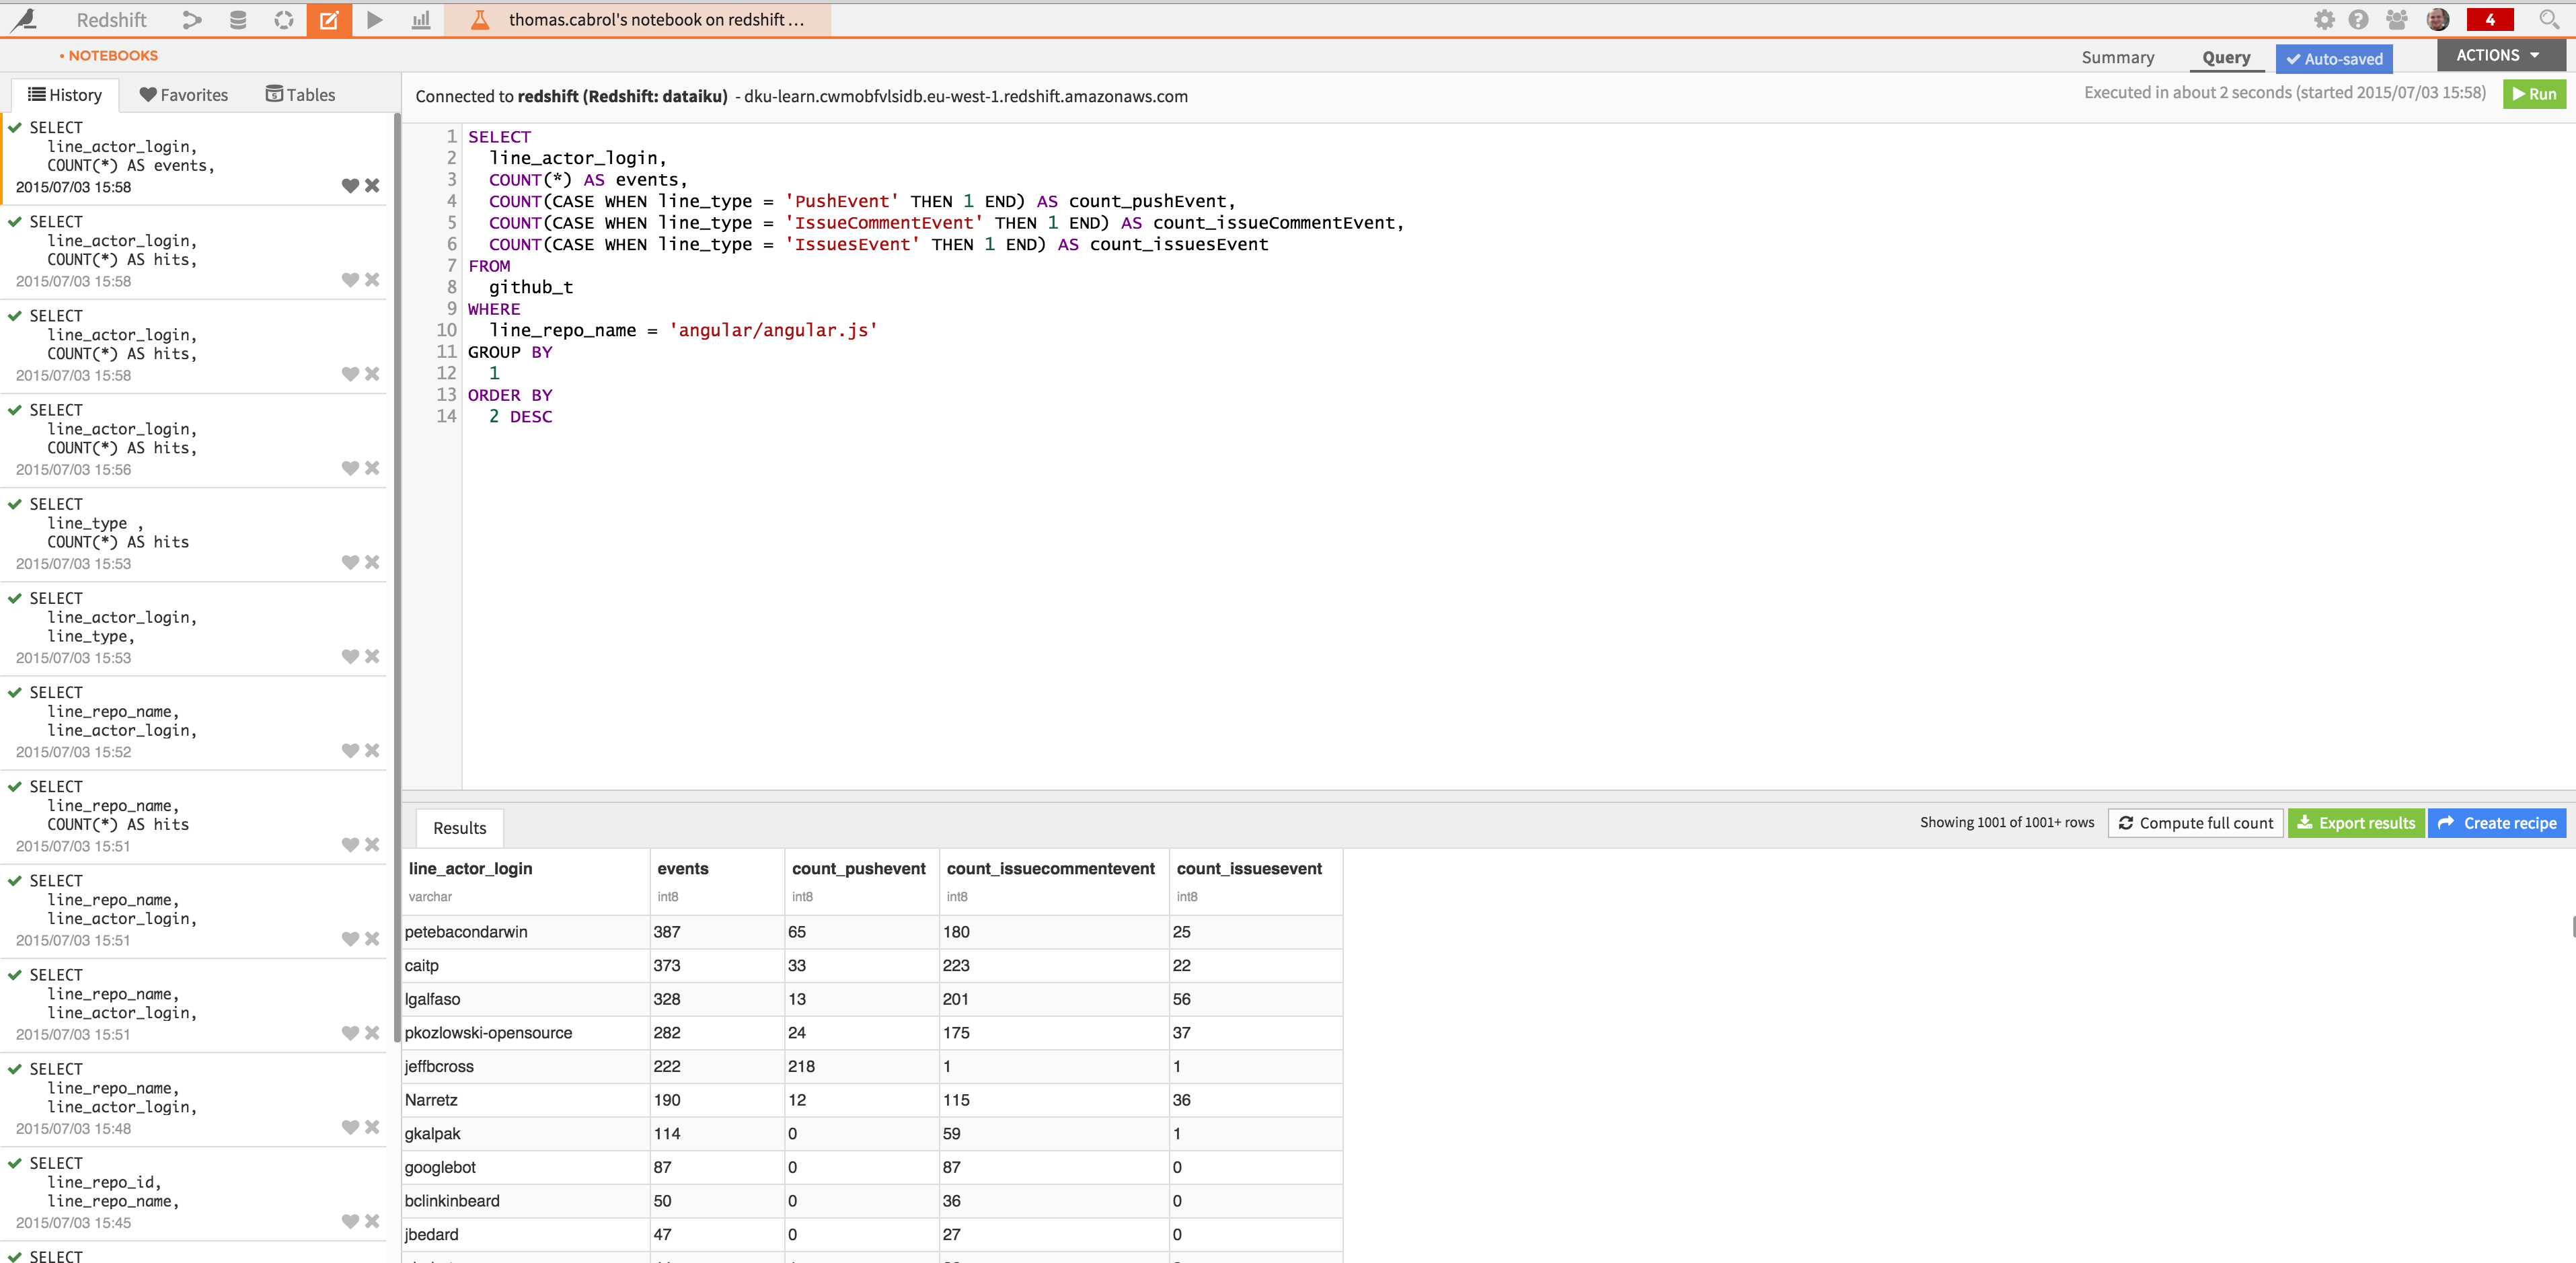 Redshift
thomas.cabrol's notebook on redshift ...
4
• NOTEBOOKS
Summary
Query
Auto-saved
ACTIONS
History
Favorites
Tables
Connected to redshift (Redshift: dataiku) - dku-learn.cwmobfvlsidb.eu-west-1.redshift.amazonaws.com
Executed in about 2 seconds (started 2015/07/03 15:58)
Run
SELECT
line_actor_login,
COUNT(*) AS events,
2015/07/03 15:58
SELECT
line_actor_login,
COUNT(*) AS hits,
2015/07/03 15:58
SELECT
line_actor_login,
COUNT(*) AS hits,
2015/07/03 15:58
SELECT
line_actor_login,
COUNT(*) AS hits,
2015/07/03 15:56
SELECT
line_type ,
COUNT(*) AS hits
2015/07/03 15:53
SELECT
line_actor_login,
line_type,
2015/07/03 15:53
SELECT
line_repo_name,
line_actor_login,
2015/07/03 15:52
SELECT
line_repo_name,
COUNT(*) AS hits
2015/07/03 15:51
SELECT
line_repo_name,
line_actor_login,
2015/07/03 15:51
SELECT
line_repo_name,
line_actor_login,
2015/07/03 15:51
SELECT
line_repo_name,
line_actor_login,
2015/07/03 15:48
SELECT
line_repo_id,
line_repo_name,
2015/07/03 15:45
SELECT
1 SELECT
2 line_actor_login,
3 COUNT(*) AS events,
4 COUNT(CASE WHEN line_type = 'PushEvent' THEN 1 END) AS count_pushEvent,
5 COUNT(CASE WHEN line_type = 'IssueCommentEvent' THEN 1 END) AS count_issueCommentEvent,
6 COUNT(CASE WHEN line_type = 'IssuesEvent' THEN 1 END) AS count_issuesEvent
7 FROM
8 github_t
9 WHERE
10 line_repo_name = 'angular/angular.js'
11 GROUP BY
12 1
13 ORDER BY
14 2 DESC
Results
Showing 1001 of 1001+ rows
Compute full count
Export results
Create recipe
line_actor_login events count_pushevent count_issuecommentevent count_issuesevent
varchar int8 int8 int8 int8
petebacondarwin 387 65 180 25
caitp 373 33 223 22
lgalfaso 328 13 201 56
pkozlowski-opensource 282 24 175 37
jeffbcross 222 218 1 1
Narretz 190 12 115 36
gkalpak 114 0 59 1
googlebot 87 0 87 0
bclinkinbeard 50 0 36 0
jbedard 47 0 27 0